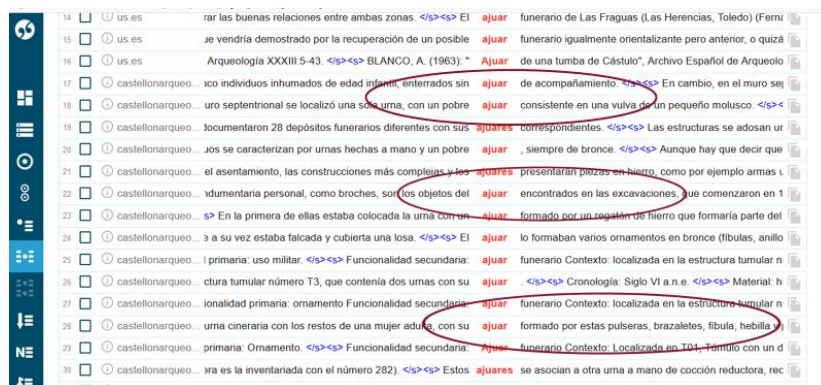 14 us.es rar las buenas relaciones entre ambas zonas. </s><s> El ajuar funerario de Las Fraguas (Las Herencias, Toledo) (Ferna
15 us.es ue vendría demostrado por la recuperación de un posible ajuar funerario igualmente orientalizante pero anterior, o quizá
16 us.es Arqueología XXXIII:5-43. </s><s> BLANCO, A. (1963): " Ajuar de una tumba de Cástulo", Archivo Español de Arqueolo
17 castellonarqueo... nco individuos inhumados de edad infantil, enterrados sin ajuar de acompañamiento. </s><s> En cambio, en el muro sep
18 castellonarqueo... uro septentrional se localizó una sola urna, con un pobre ajuar consistente en una vulva de un pequeño molusco. </s><
19 castellonarqueo... documentaron 28 depósitos funerarios diferentes con sus ajuares correspondientes. </s><s> Las estructuras se adosan ur
20 castellonarqueo... uos se caracterizan por urnas hechas a mano y un pobre ajuar , siempre de bronce. </s><s> Aunque hay que decir que
21 castellonarqueo... el asentamiento, las construcciones más complejas y los ajuares presentarán piezas en hierro, como por ejemplo armas
22 castellonarqueo... ndumentaria personal, como broches, son los objetos del ajuar encontrados en las excavaciones, que comenzaron en 1
23 castellonarqueo... s> En la primera de ellas estaba colocada la urna con un ajuar formado por un regatón de hierro que formaría parte del
24 castellonarqueo... e a su vez estaba falcada y cubierta una losa. </s><s> El ajuar lo formaban varios ornamentos en bronce (fíbulas, anillo
25 castellonarqueo... primaria: uso militar. </s><s> Funcionalidad secundaria: ajuar funerario Contexto: localizada en la estructura tumular n
26 castellonarqueo... ctura tumular número T3, que contenía dos urnas con su ajuar . </s><s> Cronología: Siglo VI a.n.e. </s><s> Material: h
27 castellonarqueo... ionalidad primaria: ornamento Funcionalidad secundaria: ajuar funerario Contexto: localizada en la estructura tumular n
28 castellonarqueo... urna cineraria con los restos de una mujer adulta, con su ajuar formado por estas pulseras, brazaletes, fíbula, hebilla y
29 castellonarqueo... primaria: Ornamento. </s><s> Funcionalidad secundaria: Ajuar funerario Contexto: Localizada en T01, Túmulo con un d
30 castellonarqueo... era es la inventariada con el número 282). </s><s> Estos ajuares se asocian a otra urna a mano de cocción reductora, rec